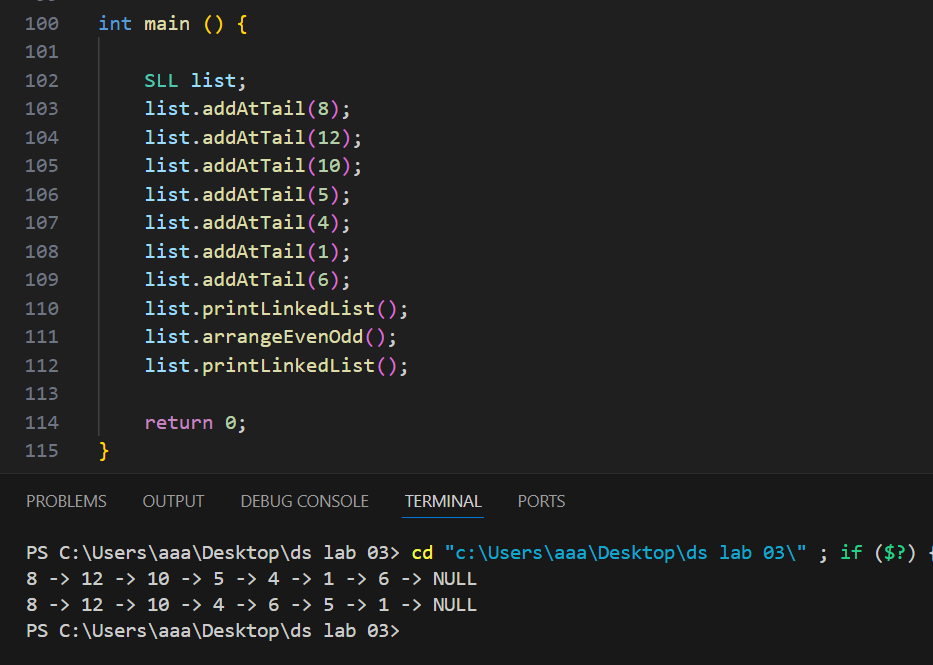 100 int main () {
101
102 SLL list;
103 list.addAtTail(8);
104 list.addAtTail(12);
105 list.addAtTail(10);
106 list.addAtTail(5);
107 list.addAtTail(4);
108 list.addAtTail(1);
109 list.addAtTail(6);
110 list.printLinkedList();
111 list.arrangeEvenOdd();
112 list.printLinkedList();
113
114 return 0;
115 }
PROBLEMS OUTPUT DEBUG CONSOLE TERMINAL PORTS
PS C:\Users\aaa\Desktop\ds lab 03> cd "c:\Users\aaa\Desktop\ds lab 03\" ; if ($?) {
8 -> 12 -> 10 -> 5 -> 4 -> 1 -> 6 -> NULL
8 -> 12 -> 10 -> 4 -> 6 -> 5 -> 1 -> NULL
PS C:\Users\aaa\Desktop\ds lab 03>